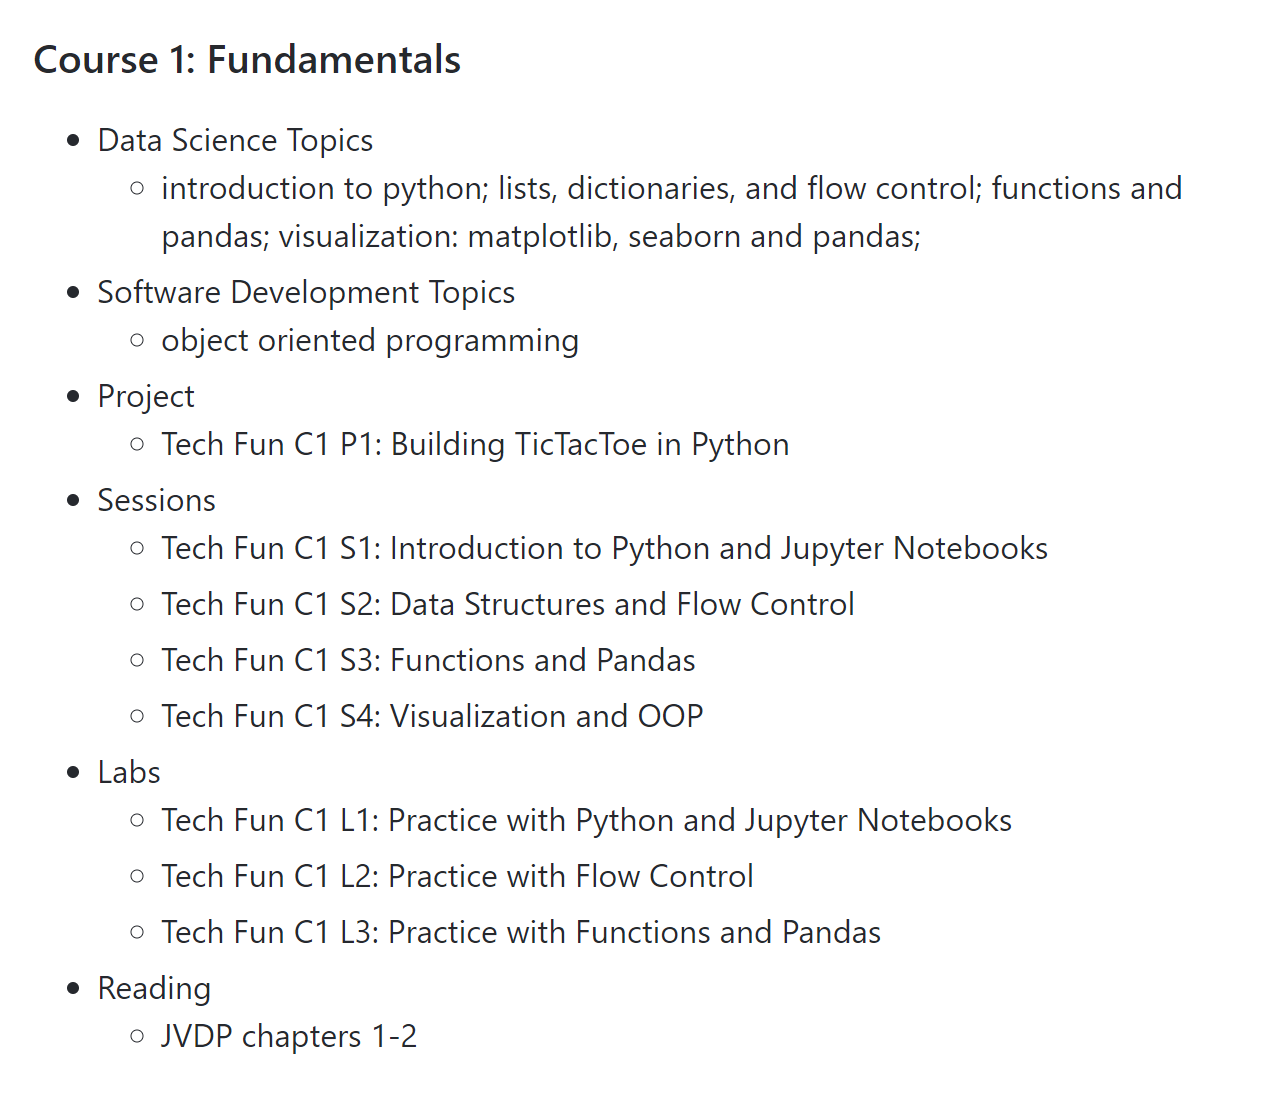 Course 1: Fundamentals
Data Science Topics
introduction to python; lists, dictionaries, and flow control; functions and
pandas; visualization: matplotlib, seaborn and pandas;
Software Development Topics
object oriented programming
Project
Tech Fun C1 P1: Building TicTacToe in Python
Sessions
Tech Fun C1 S1: Introduction to Python and Jupyter Notebooks
Tech Fun C1 S2: Data Structures and Flow Control
Tech Fun C1 S3: Functions and Pandas
Tech Fun C1 S4: Visualization and OOP
Labs
Tech Fun C1 L1: Practice with Python and Jupyter Notebooks
Tech Fun C1 L2: Practice with Flow Control
Tech Fun C1 L3: Practice with Functions and Pandas
Reading
JVDP chapters 1-2